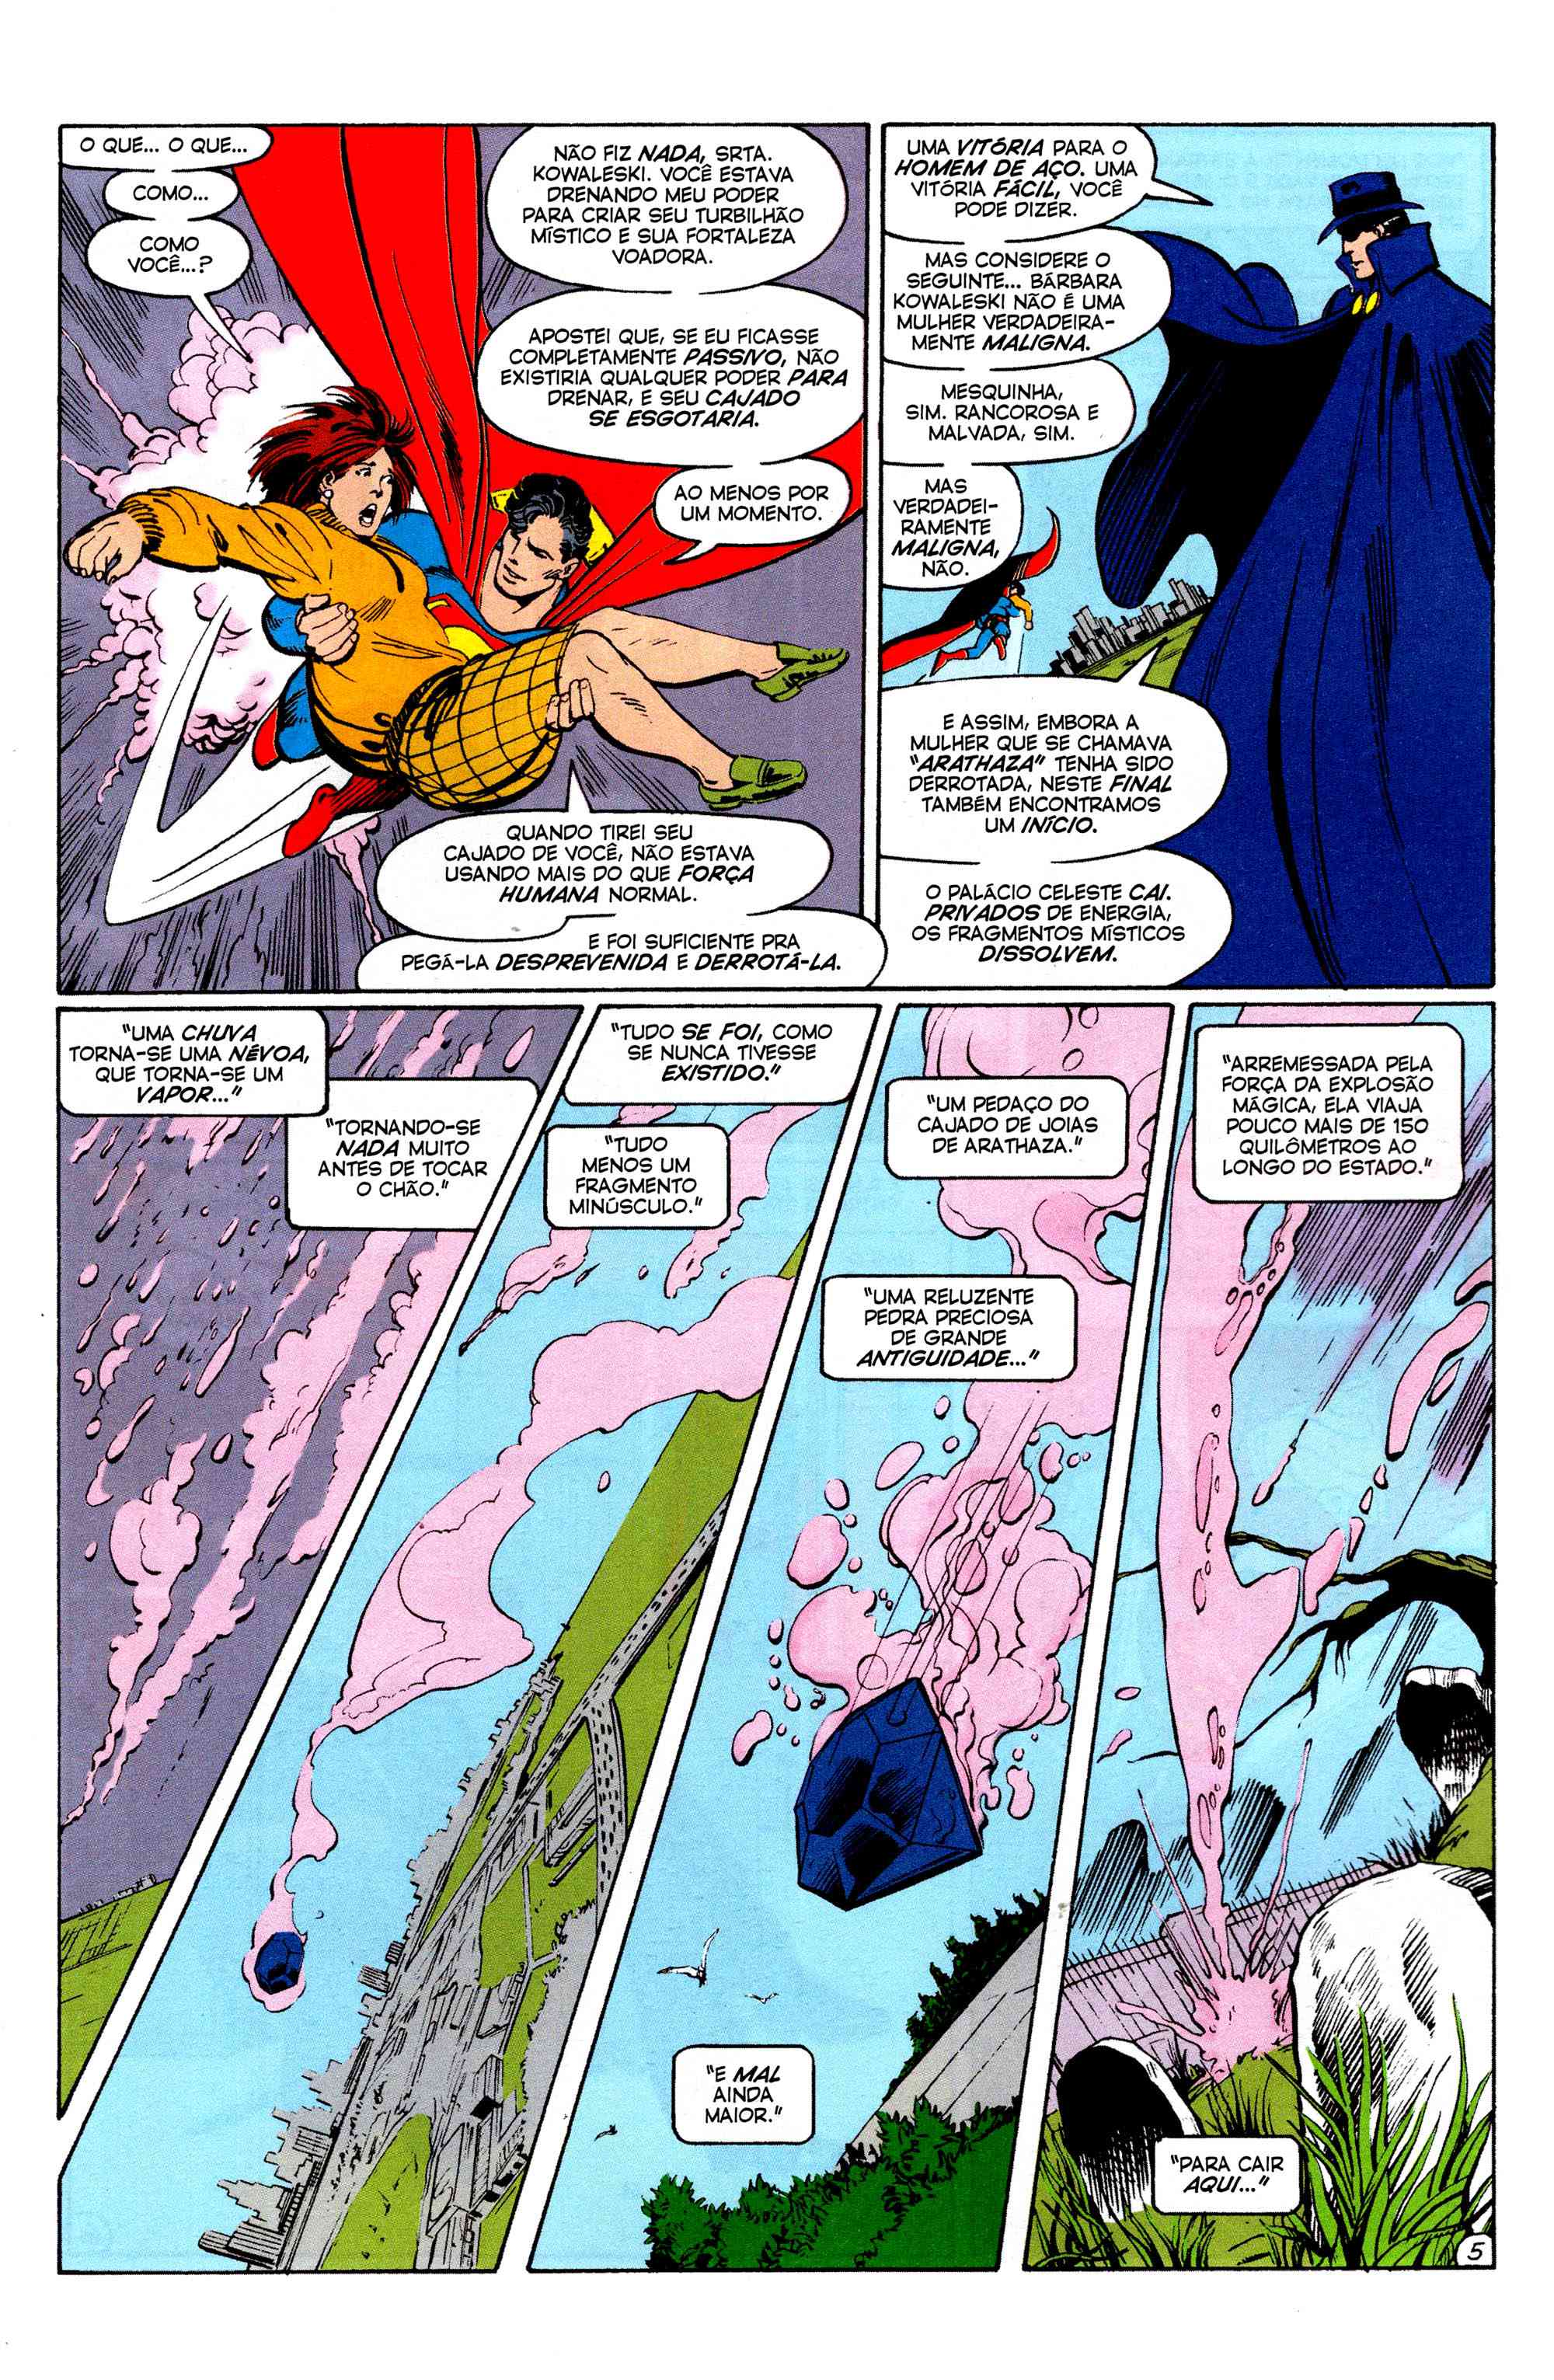 O QUE... O QUE...
COMO...
COMO
VOCÊ...?
NÃO FIZ NADA, SRTA.
KOWALESKI. VOCÊ ESTAVA
DRENANDO MEU PODER
PARA CRIAR SEU TURBILHÃO
MÍSTICO E SUA FORTALEZA
VOADORA.
APOSTEI QUE, SE EU FICASSE
COMPLETAMENTE PASSIVO, NÃO
EXISTIRIA QUALQUER PODER PARA
DRENAR, E SEU CAJADO
SE ESGOTARIA.
AO MENOS POR
UM MOMENTO.
QUANDO TIREI SEU
CAJADO DE VOCÊ, NÃO ESTAVA
USANDO MAIS DO QUE FORÇA
HUMANA NORMAL.
E FOI SUFICIENTE PRA
PEGÁ-LA DESPREVENIDA E DERROTÁ-LA.
UMA VITÓRIA PARA O
HOMEM DE AÇO. UMA
VITÓRIA FÁCIL, VOCÊ
PODE DIZER.
MAS CONSIDERE O
SEGUINTE... BÁRBARA
KOWALESKI NÃO É UMA
MULHER VERDADEIRA-
MENTE MALIGNA.
MESQUINHA,
SIM. RANCOROSA E
MALVADA, SIM.
MAS
VERDADEI-
RAMENTE
MALIGNA,
NÃO.
E ASSIM, EMBORA A
MULHER QUE SE CHAMAVA
"ARATHAZA" TENHA SIDO
DERROTADA, NESTE FINAL
TAMBÉM ENCONTRAMOS
UM INÍCIO.
O PALÁCIO CELESTE CAI.
PRIVADOS DE ENERGIA,
OS FRAGMENTOS MÍSTICOS
DISSOLVEM.
"UMA CHUVA
TORNA-SE UMA NÉVOA,
QUE TORNA-SE UM
VAPOR..."
"TORNANDO-SE
NADA MUITO
ANTES DE TOCAR
O CHÃO."
"TUDO SE FOI, COMO
SE NUNCA TIVESSE
EXISTIDO."
"TUDO
MENOS UM
FRAGMENTO
MINÚSCULO."
"UM PEDAÇO DO
CAJADO DE JOIAS
DE ARATHAZA."
"UMA RELUZENTE
PEDRA PRECIOSA
DE GRANDE
ANTIGUIDADE..."
"E MAL
AINDA
MAIOR."
"ARREMESSADA PELA
FORÇA DA EXPLOSÃO
MÁGICA, ELA VIAJA
POUCO MAIS DE 150
QUILÔMETROS AO
LONGO DO ESTADO."
"PARA CAIR
AQUI..."
5